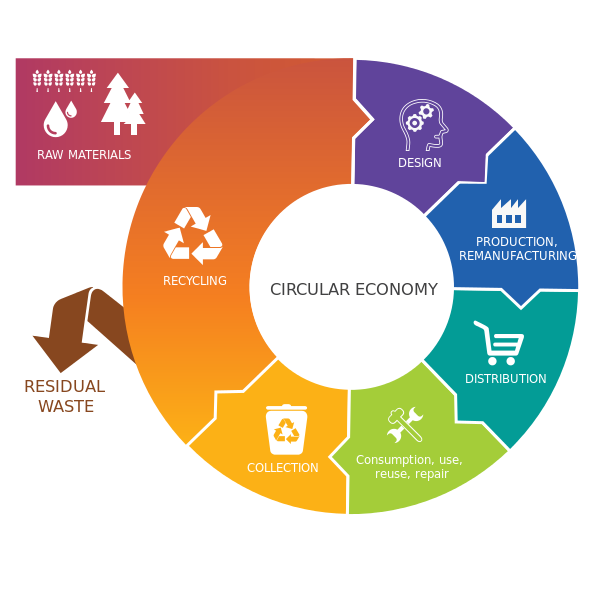 RAW MATERIALS
DESIGN
PRODUCTION,
REMANUFACTURING
DISTRIBUTION
Consumption, use,
reuse, repair
COLLECTION
RECYCLING
RESIDUAL
WASTE
CIRCULAR ECONOMY